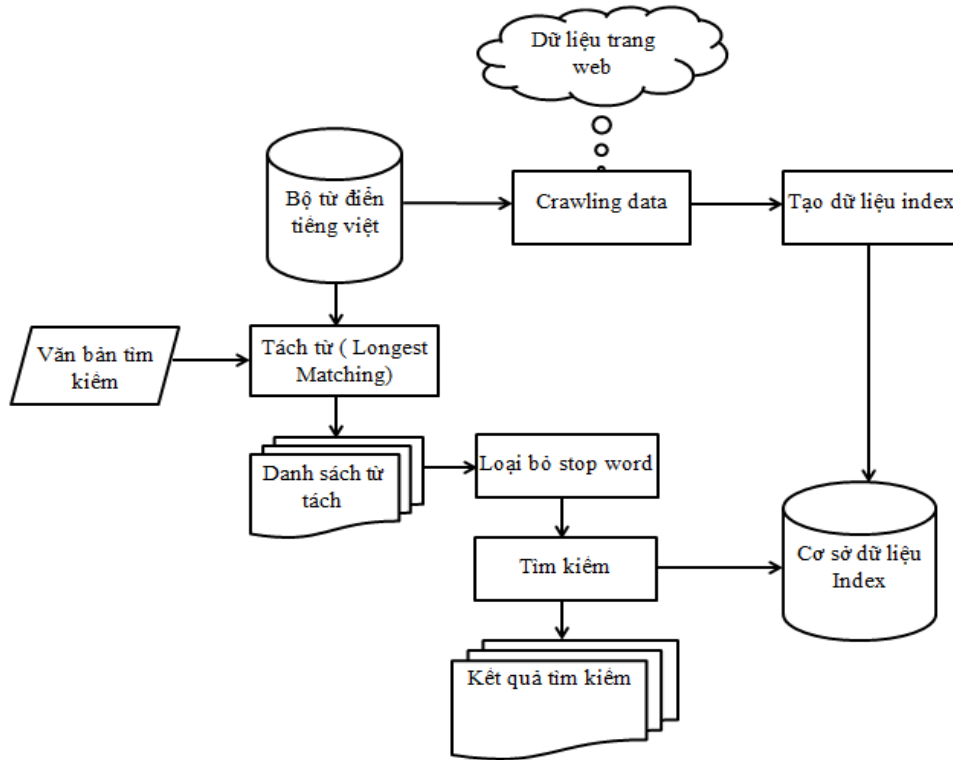 Dữ liệu trang
web
Bộ từ điển
tiếng việt
Crawling data
Tạo dữ liệu index
Văn bản tìm
kiếm
Tách từ ( Longest
Matching)
Danh sách từ
tách
Loại bỏ stop word
Tìm kiếm
Cơ sở dữ liệu
Index
Kết quả tìm kiếm